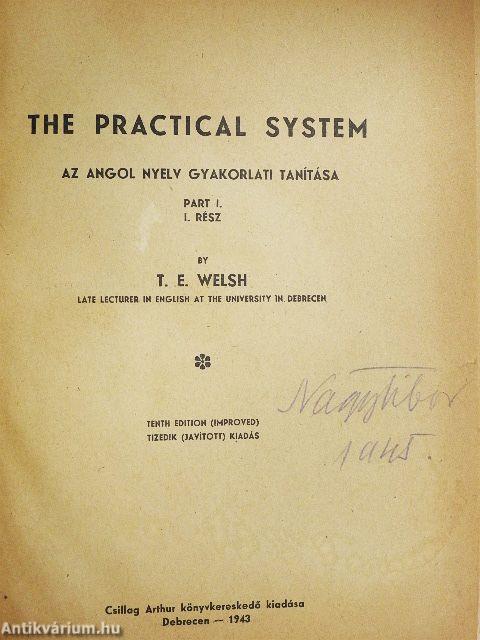 THE PRACTICAL SYSTEM
AZ ANGOL NYELV GYAKORLATI TANÍTÁSA
PART I.
I. RÉSZ
BY
T. E. WELSH
LATE LECTURER IN ENGLISH AT THE UNIVERSITY IN DEBRECEN
Nagy Tibor
1945.
TENTH EDITION (IMPROVED)
TIZEDIK (JAVÍTOTT) KIADÁS
Csillag Arthur könyvkereskedő kiadása
Debrecen — 1943
Antikvárium.hu